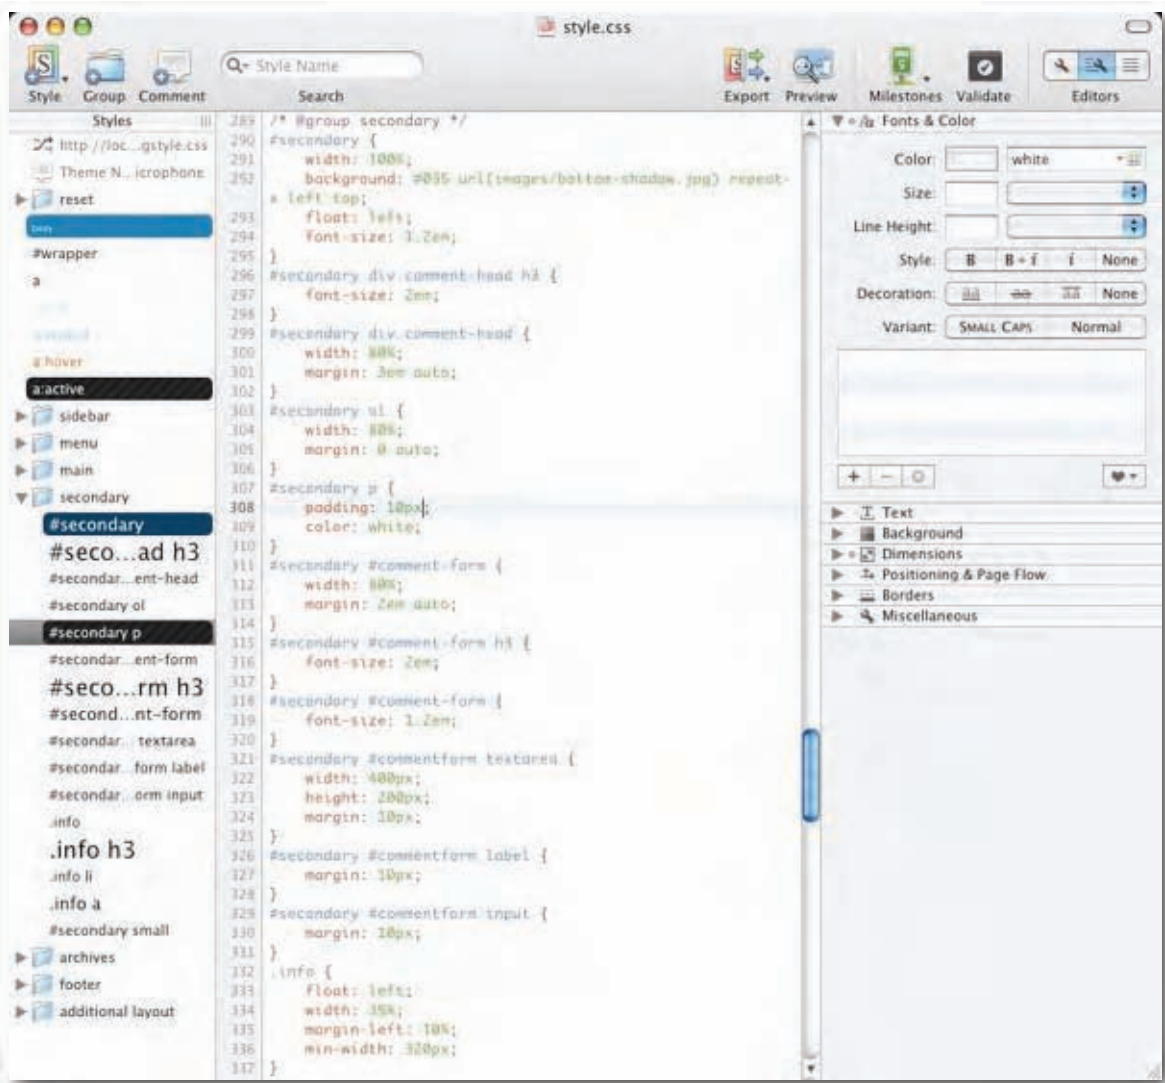 style.css
Style Group Comment
Style Name
Search
Export Preview Milestones Validate Editors
Styles
http //loc...gstyle.css
Theme N... icrophone
reset
body
#wrapper
a
a:hover
a:active
sidebar
menu
main
secondary
#secondary
#seco...ad h3
#secondar...ent-head
#secondary ol
#secondary p
#secondar...ent-form
#seco...rm h3
#second...nt-form
#secondar... textarea
#secondar...form label
#secondar...orm input
.info
.info h3
.info li
.info a
#secondary small
archives
footer
additional layout
289 /* @group secondary */
290 #secondary {
291 width: 100%;
292 background: #035 url(images/bottom-shadow.jpg) repeat-
x left top;
293 float: left;
294 font-size: 1.2em;
295 }
296 #secondary div.comment-head h3 {
297 font-size: 2em;
298 }
299 #secondary div.comment-head {
300 width: 80%;
301 margin: 3em auto;
302 }
303 #secondary ol {
304 width: 80%;
305 margin: 0 auto;
306 }
307 #secondary p {
308 padding: 10px;
309 color: white;
310 }
311 #secondary #comment-form {
312 width: 80%;
313 margin: 2em auto;
314 }
315 #secondary #comment-form h3 {
316 font-size: 2em;
317 }
318 #secondary #comment-form {
319 font-size: 1.2em;
320 }
321 #secondary #commentform textarea {
322 width: 400px;
323 height: 200px;
324 margin: 10px;
325 }
326 #secondary #commentform label {
327 margin: 10px;
328 }
329 #secondary #commentform input {
330 margin: 10px;
331 }
332 .info {
333 float: left;
334 width: 35%;
335 margin-left: 10%;
336 min-width: 320px;
337 }
Fonts & Color
Color: white
Size:
Line Height:
Style: B B+i i None
Decoration: aa aa aa None
Variant: SMALL CAPS Normal
Text
Background
Dimensions
Positioning & Page Flow
Borders
Miscellaneous